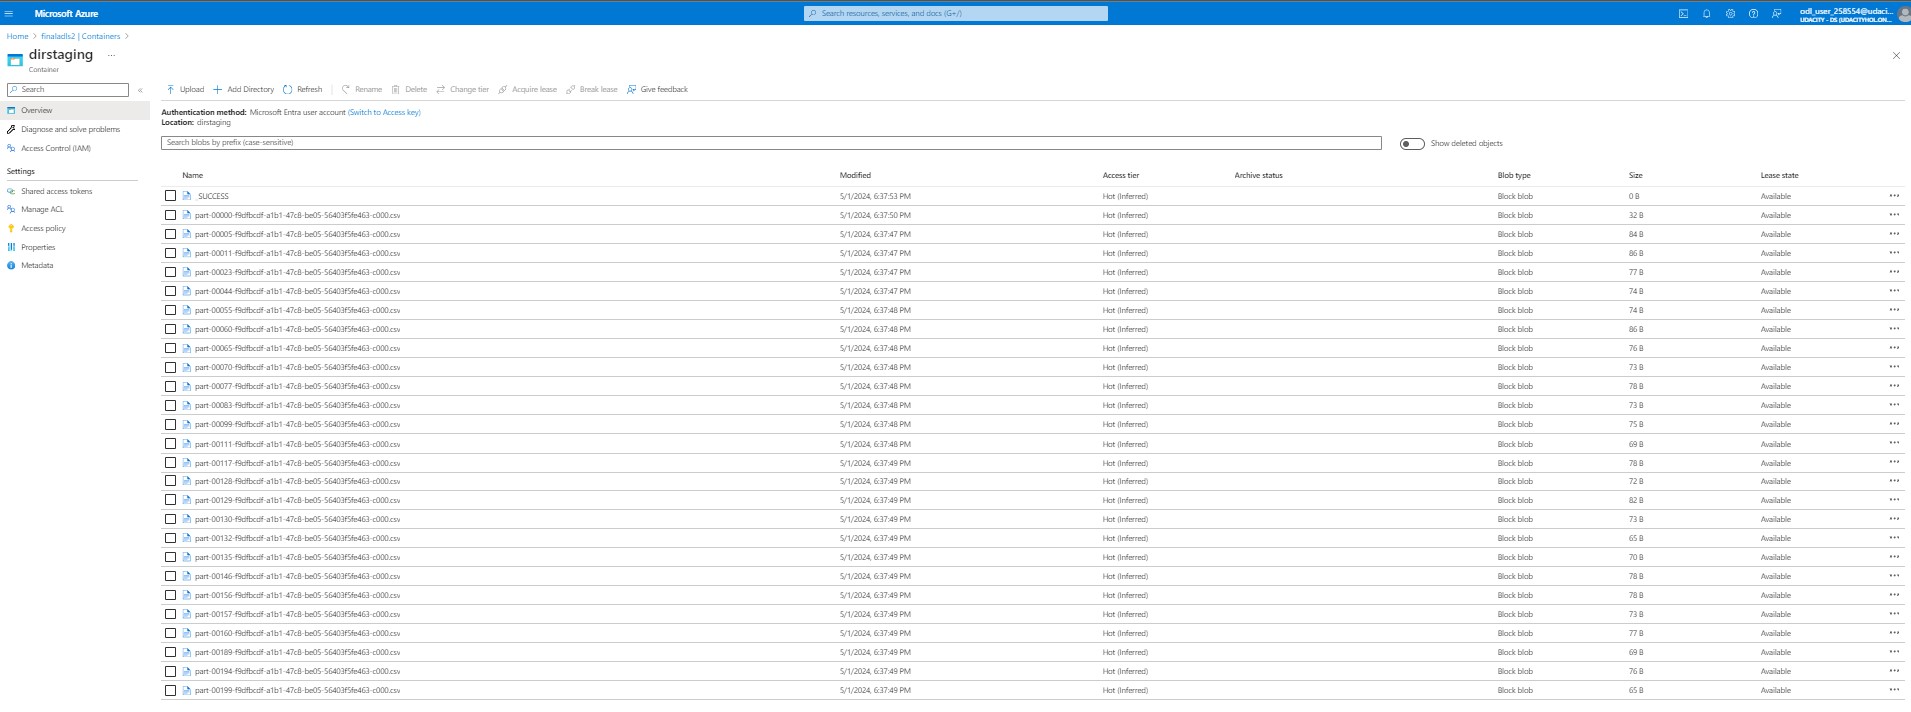 Microsoft Azure
Search resources, services, and docs (G+/)
odl_user_258554@udaci...
UDACITY - DS (UDACITYHOL.ON...
Home > finaladls2 | Containers >
dirstaging ...
Container
Search
Overview
Diagnose and solve problems
Access Control (IAM)
Settings
Shared access tokens
Manage ACL
Access policy
Properties
Metadata
Upload Add Directory Refresh Rename Delete Change tier Acquire lease Break lease Give feedback
Authentication method: Microsoft Entra user account (Switch to Access key)
Location: dirstaging
Search blobs by prefix (case-sensitive)
Show deleted objects
Name Modified Access tier Archive status Blob type Size Lease state
_SUCCESS 5/1/2024, 6:37:53 PM Hot (Inferred) Block blob 0 B Available
part-00000-f9dfbcdf-a1b1-47c8-be05-56403f5fe463-c000.csv 5/1/2024, 6:37:50 PM Hot (Inferred) Block blob 32 B Available
part-00005-f9dfbcdf-a1b1-47c8-be05-56403f5fe463-c000.csv 5/1/2024, 6:37:47 PM Hot (Inferred) Block blob 84 B Available
part-00011-f9dfbcdf-a1b1-47c8-be05-56403f5fe463-c000.csv 5/1/2024, 6:37:47 PM Hot (Inferred) Block blob 86 B Available
part-00023-f9dfbcdf-a1b1-47c8-be05-56403f5fe463-c000.csv 5/1/2024, 6:37:47 PM Hot (Inferred) Block blob 77 B Available
part-00044-f9dfbcdf-a1b1-47c8-be05-56403f5fe463-c000.csv 5/1/2024, 6:37:47 PM Hot (Inferred) Block blob 74 B Available
part-00055-f9dfbcdf-a1b1-47c8-be05-56403f5fe463-c000.csv 5/1/2024, 6:37:48 PM Hot (Inferred) Block blob 74 B Available
part-00060-f9dfbcdf-a1b1-47c8-be05-56403f5fe463-c000.csv 5/1/2024, 6:37:48 PM Hot (Inferred) Block blob 86 B Available
part-00065-f9dfbcdf-a1b1-47c8-be05-56403f5fe463-c000.csv 5/1/2024, 6:37:48 PM Hot (Inferred) Block blob 76 B Available
part-00070-f9dfbcdf-a1b1-47c8-be05-56403f5fe463-c000.csv 5/1/2024, 6:37:48 PM Hot (Inferred) Block blob 73 B Available
part-00077-f9dfbcdf-a1b1-47c8-be05-56403f5fe463-c000.csv 5/1/2024, 6:37:48 PM Hot (Inferred) Block blob 78 B Available
part-00083-f9dfbcdf-a1b1-47c8-be05-56403f5fe463-c000.csv 5/1/2024, 6:37:48 PM Hot (Inferred) Block blob 73 B Available
part-00099-f9dfbcdf-a1b1-47c8-be05-56403f5fe463-c000.csv 5/1/2024, 6:37:48 PM Hot (Inferred) Block blob 75 B Available
part-00111-f9dfbcdf-a1b1-47c8-be05-56403f5fe463-c000.csv 5/1/2024, 6:37:48 PM Hot (Inferred) Block blob 69 B Available
part-00117-f9dfbcdf-a1b1-47c8-be05-56403f5fe463-c000.csv 5/1/2024, 6:37:49 PM Hot (Inferred) Block blob 78 B Available
part-00128-f9dfbcdf-a1b1-47c8-be05-56403f5fe463-c000.csv 5/1/2024, 6:37:49 PM Hot (Inferred) Block blob 72 B Available
part-00129-f9dfbcdf-a1b1-47c8-be05-56403f5fe463-c000.csv 5/1/2024, 6:37:49 PM Hot (Inferred) Block blob 82 B Available
part-00130-f9dfbcdf-a1b1-47c8-be05-56403f5fe463-c000.csv 5/1/2024, 6:37:49 PM Hot (Inferred) Block blob 73 B Available
part-00132-f9dfbcdf-a1b1-47c8-be05-56403f5fe463-c000.csv 5/1/2024, 6:37:49 PM Hot (Inferred) Block blob 65 B Available
part-00135-f9dfbcdf-a1b1-47c8-be05-56403f5fe463-c000.csv 5/1/2024, 6:37:49 PM Hot (Inferred) Block blob 70 B Available
part-00146-f9dfbcdf-a1b1-47c8-be05-56403f5fe463-c000.csv 5/1/2024, 6:37:49 PM Hot (Inferred) Block blob 78 B Available
part-00156-f9dfbcdf-a1b1-47c8-be05-56403f5fe463-c000.csv 5/1/2024, 6:37:49 PM Hot (Inferred) Block blob 78 B Available
part-00157-f9dfbcdf-a1b1-47c8-be05-56403f5fe463-c000.csv 5/1/2024, 6:37:49 PM Hot (Inferred) Block blob 73 B Available
part-00160-f9dfbcdf-a1b1-47c8-be05-56403f5fe463-c000.csv 5/1/2024, 6:37:49 PM Hot (Inferred) Block blob 77 B Available
part-00189-f9dfbcdf-a1b1-47c8-be05-56403f5fe463-c000.csv 5/1/2024, 6:37:49 PM Hot (Inferred) Block blob 69 B Available
part-00194-f9dfbcdf-a1b1-47c8-be05-56403f5fe463-c000.csv 5/1/2024, 6:37:49 PM Hot (Inferred) Block blob 76 B Available
part-00199-f9dfbcdf-a1b1-47c8-be05-56403f5fe463-c000.csv 5/1/2024, 6:37:49 PM Hot (Inferred) Block blob 65 B Available